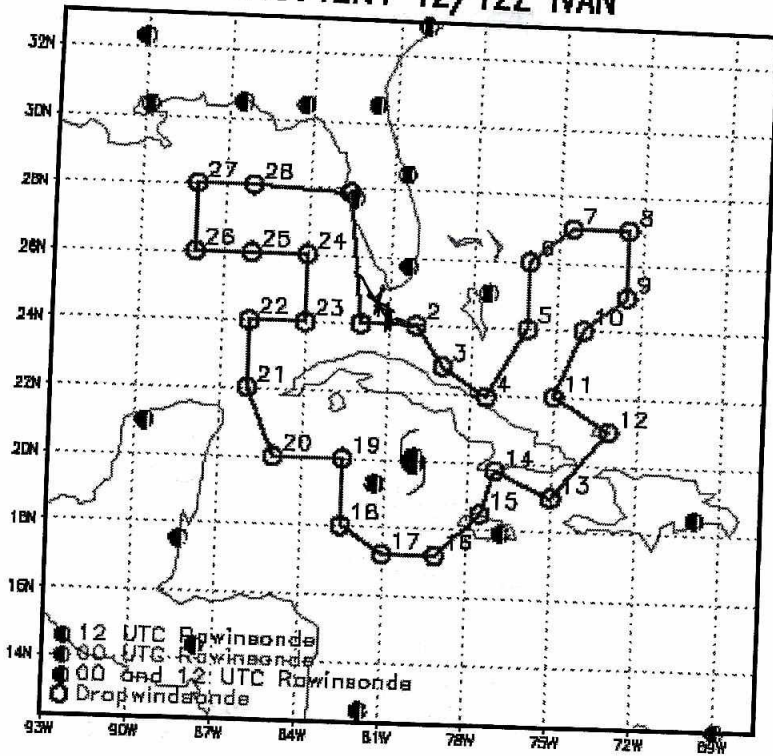 12/12Z IVAN
32N
30N
28N
26N
24N
22N
20N
18N
16N
14N
27 28
26 25 24
22 23
21
20 19
18
17 16
15
14
13
12
11
10
9
8
7
6
5
4
3
2
12 UTC Rawinsonde
00 UTC Rawinsonde
00 and 12 UTC Rawinsonde
Dropwindsonde
93W 90W 87W 84W 81W 78W 75W 72W 69W